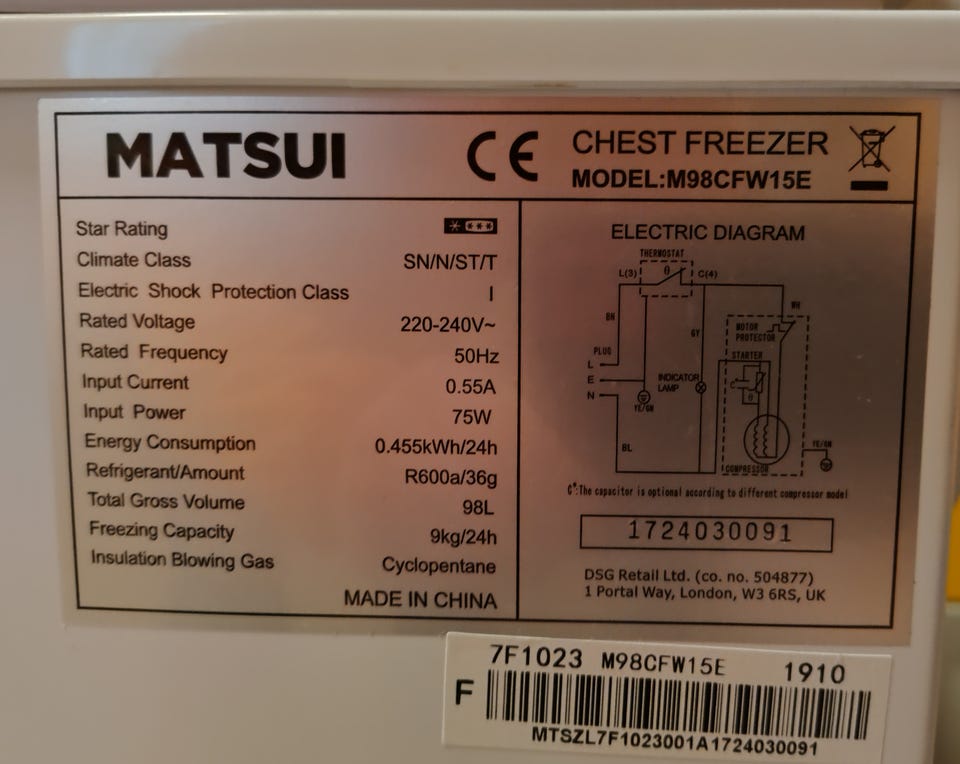 MATSUI
CE
CHEST FREEZER
MODEL:M98CFW15E
Star Rating
Climate Class SN/N/ST/T
Electric Shock Protection Class I
Rated Voltage 220-240V~
Rated Frequency 50Hz
Input Current 0.55A
Input Power 75W
Energy Consumption 0.455kWh/24h
Refrigerant/Amount R600a/36g
Total Gross Volume 98L
Freezing Capacity 9kg/24h
Insulation Blowing Gas Cyclopentane
MADE IN CHINA
ELECTRIC DIAGRAM
THERMOSTAT
L(3) θ C(4)
BN
WH
GY
MOTOR
PROTECTOR
PLUG
STARTER
L
E
N
INDICATOR
LAMP
C*
θ
YE/GN
BL
YE/GN
COMPRESSOR
C*:The capacitor is optional according to different compressor model
1724030091
DSG Retail Ltd. (co. no. 504877)
1 Portal Way, London, W3 6RS, UK
7F1023 M98CFW15E 1910
F
MTSZL7F1023001A1724030091